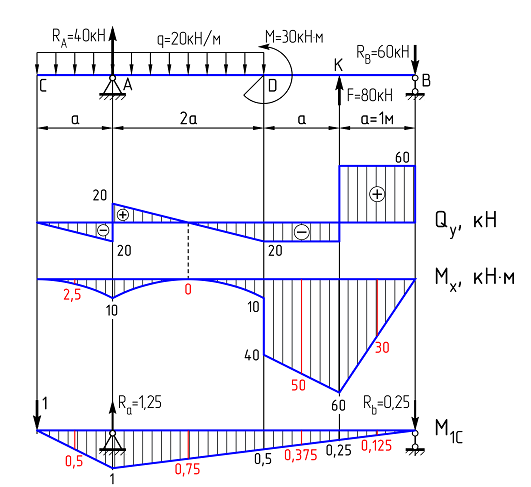 R_A=40кН q=20кН/м M=30кН·м R_B=60кН
C A D K B
F=80кН
a 2a a a=1м
60
20 + + 
− −
20 20
Q_y, кН
M_x, кН·м
2,5 0
10 10
30
40
50
60
1 R_a=1,25 R_b=0,25
M_1C
0,5 0,75 0,5 0,375 0,25 0,125
1